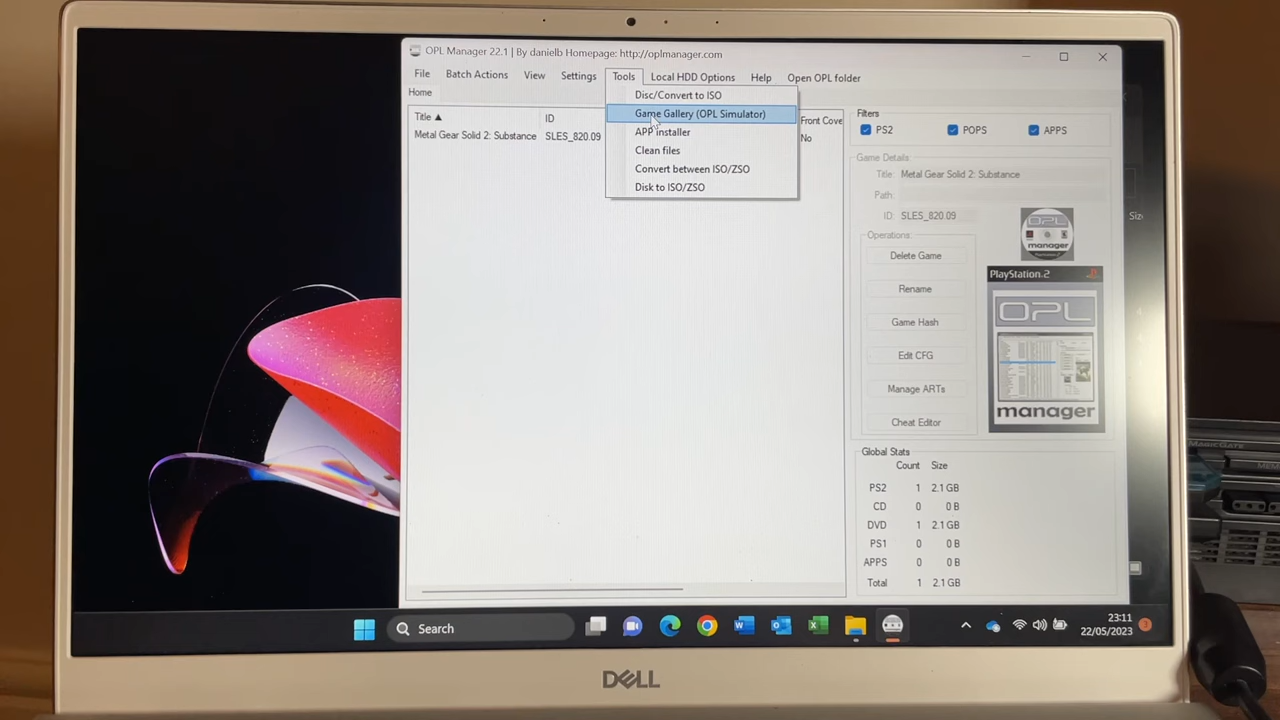 OPL Manager 22.1 | By danielb Homepage: http://oplmanager.com
File Batch Actions View Settings Tools Local HDD Options Help Open OPL folder
Home
Disc/Convert to ISO
Game Gallery (OPL Simulator)
APP installer
Clean files
Convert between ISO/ZSO
Disk to ISO/ZSO
Title ID Front Cove
Metal Gear Solid 2: Substance SLES_820.09 No
Filters
PS2 POPS APPS
Game Details:
Title: Metal Gear Solid 2: Substance
Path:
ID: SLES_820.09
Operations:
Delete Game
Rename
Game Hash
Edit CFG
Manage ARTs
Cheat Editor
OPL
manager
PlayStation.2
OPL
manager
Global Stats
Count Size
PS2 1 2.1 GB
CD 0 0 B
DVD 1 2.1 GB
PS1 0 0 B
APPS 0 0 B
Total 1 2.1 GB
Size
Search
23:11
22/05/2023
3
DELL
MAGICGATE